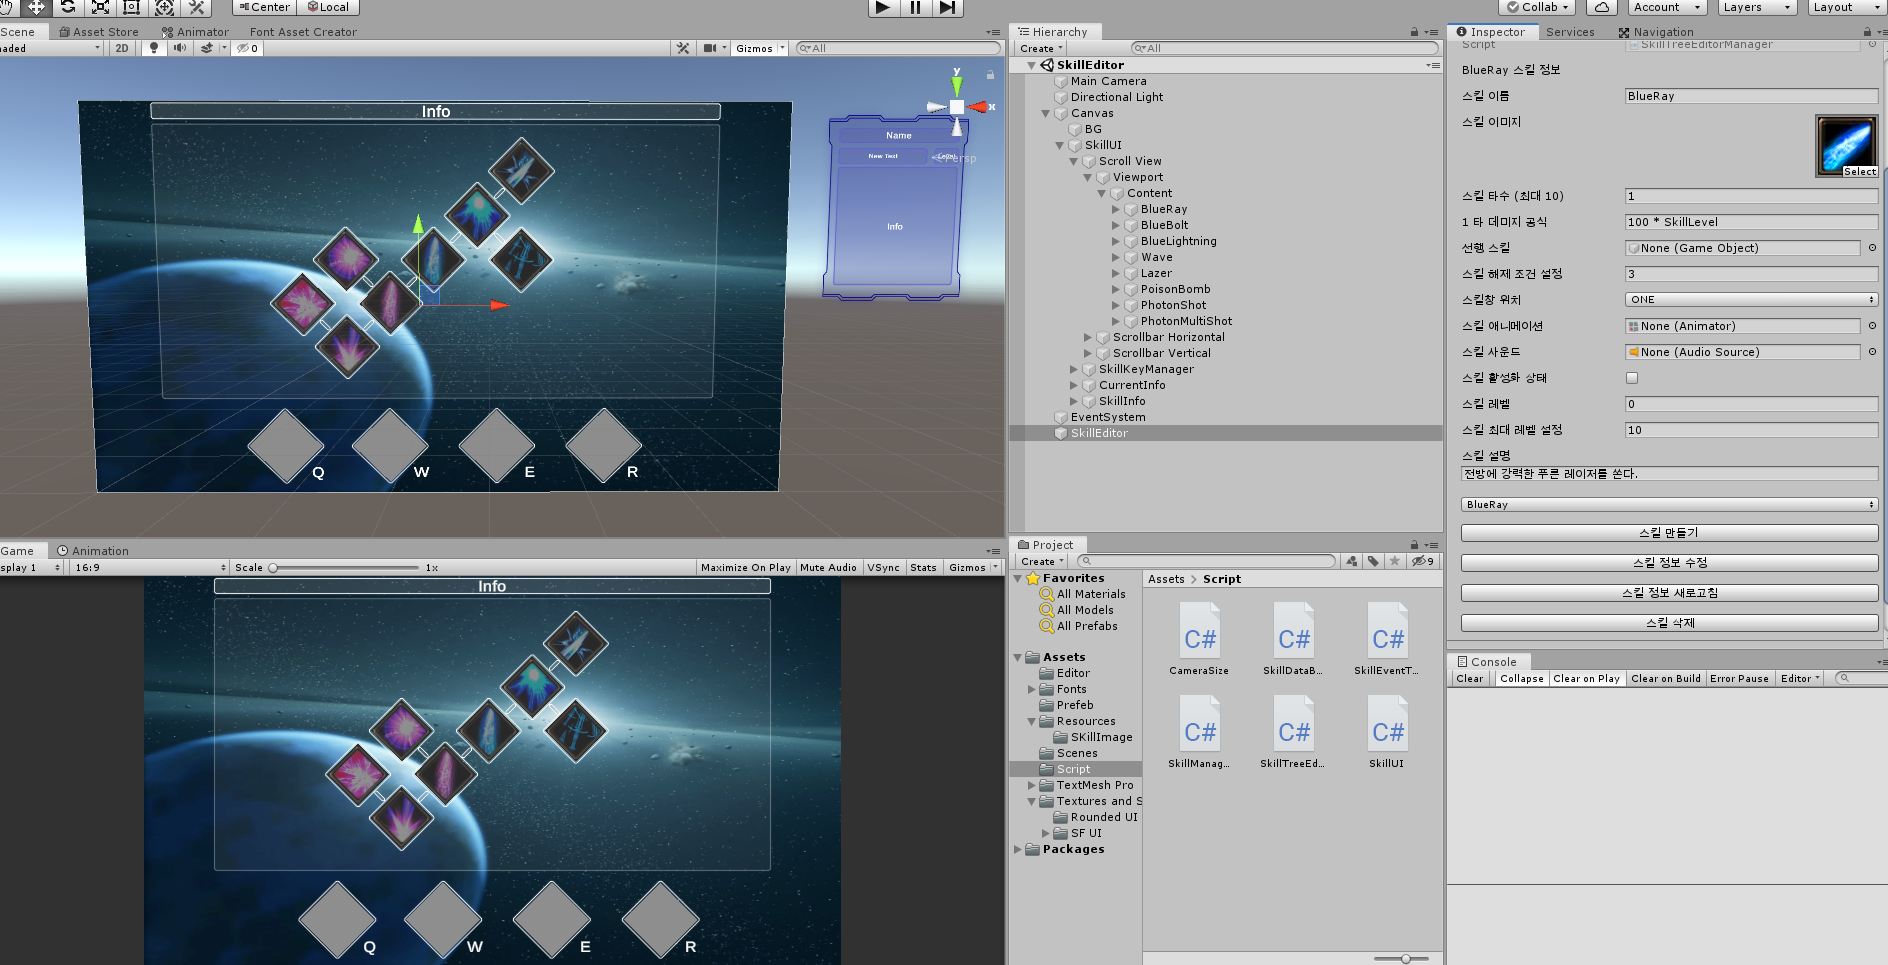 Center
Local
Collab
Account
Layers
Layout
Scene
Asset Store
Animator
Font Asset Creator
2D
0
Gizmos
All
Info
y
x
Name
New Text
Persp
Info
Q
W
E
R
Game
Animation
splay 1
16:9
Scale
1x
Maximize On Play
Mute Audio
VSync
Stats
Gizmos
Info
Q
W
E
R
Hierarchy
Create
All
SkillEditor
Main Camera
Directional Light
Canvas
BG
SkillUI
Scroll View
Viewport
Content
BlueRay
BlueBolt
BlueLightning
Wave
Lazer
PoisonBomb
PhotonShot
PhotonMultiShot
Scrollbar Horizontal
Scrollbar Vertical
SkillKeyManager
CurrentInfo
SkillInfo
EventSystem
SkillEditor
Project
Create
9
Favorites
All Materials
All Models
All Prefabs
Assets
Editor
Fonts
Prefeb
Resources
SKillImage
Scenes
Script
TextMesh Pro
Textures and S
Rounded UI
SF UI
Packages
Assets > Script
CameraSize
SkillDataB...
SkillEventT...
SkillManag...
SkillTreeEd...
SkillUI
Inspector
Services
Navigation
Script
SkillTreeEditorManager
BlueRay 스킬 정보
스킬 이름
BlueRay
스킬 이미지
Select
스킬 타수 (최대 10)
1
1 타 데미지 공식
100 * SkillLevel
선행 스킬
None (Game Object)
스킬 해제 조건 설정
3
스킬창 위치
ONE
스킬 애니메이션
None (Animator)
스킬 사운드
None (Audio Source)
스킬 활성화 상태
스킬 레벨
0
스킬 최대 레벨 설정
10
스킬 설명
전방에 강력한 푸른 레이저를 쏜다.
BlueRay
스킬 만들기
스킬 정보 수정
스킬 정보 새로고침
스킬 삭제
Console
Clear
Collapse
Clear on Play
Clear on Build
Error Pause
Editor